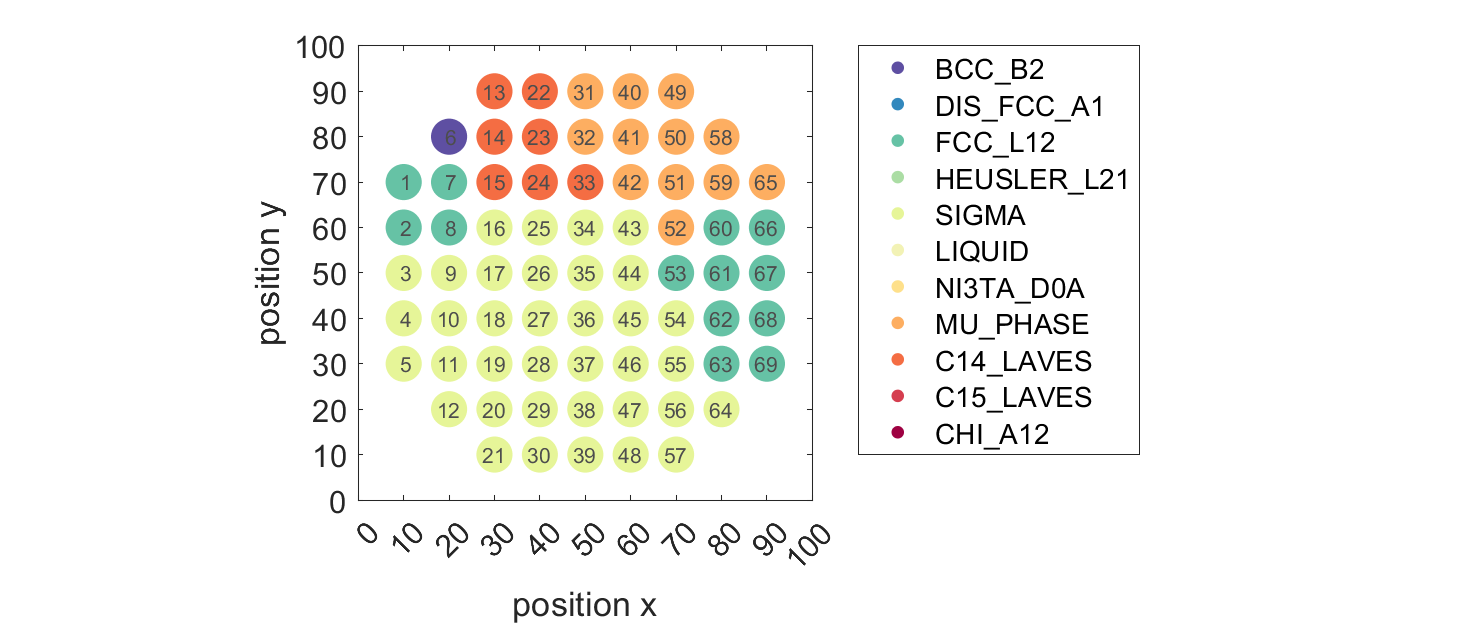 100
90
80
70
60
50
40
30
20
10
0
position y
13 22 31 40 49
6 14 23 32 41 50 58
1 7 15 24 33 42 51 59 65
2 8 16 25 34 43 52 60 66
3 9 17 26 35 44 53 61 67
4 10 18 27 36 45 54 62 68
5 11 19 28 37 46 55 63 69
12 20 29 38 47 56 64
21 30 39 48 57
0 10 20 30 40 50 60 70 80 90 100
position x
BCC_B2
DIS_FCC_A1
FCC_L12
HEUSLER_L21
SIGMA
LIQUID
NI3TA_D0A
MU_PHASE
C14_LAVES
C15_LAVES
CHI_A12